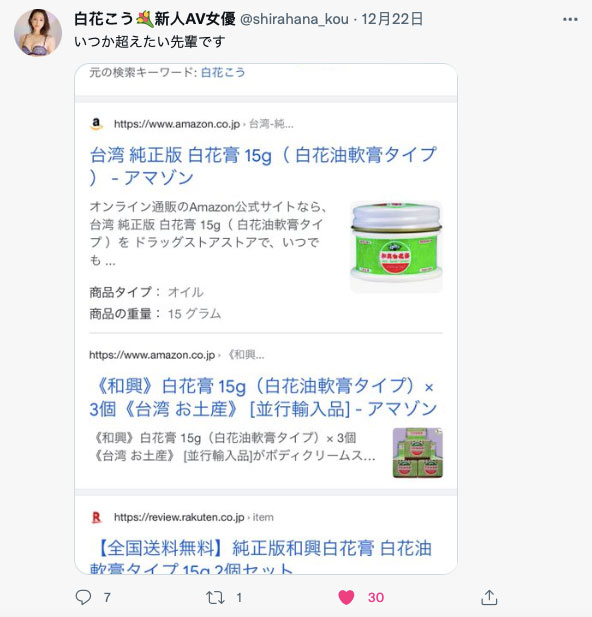 白花こう💐新人AV女優 @shirahana_kou · 12月22日
いつか超えたい先輩です
元の検索キーワード: 白花こう
https://www.amazon.co.jp › 台湾-純...
台湾 純正版 白花膏 15g（ 白花油軟膏タイプ
） - アマゾン
オンライン通販のAmazon公式サイトなら、
台湾 純正版 白花膏 15g（ 白花油軟膏タイ
プ ）を ドラッグストアストアで、いつで
も ...
商品タイプ： オイル
商品の重量： 15 グラム
https://www.amazon.co.jp › 《和興...
《和興》白花膏 15g（白花油軟膏タイプ）×
3個《台湾 お土産》 [並行輸入品] - アマゾン
《和興》白花膏 15g（白花油軟膏タイプ）× 3個
《台湾 お土産》 [並行輸入品]がボディクリームス...
https://review.rakuten.co.jp › item
【全国送料無料】純正版和興白花膏 白花油
軟膏タイプ 15g 2個セット
7
1
30